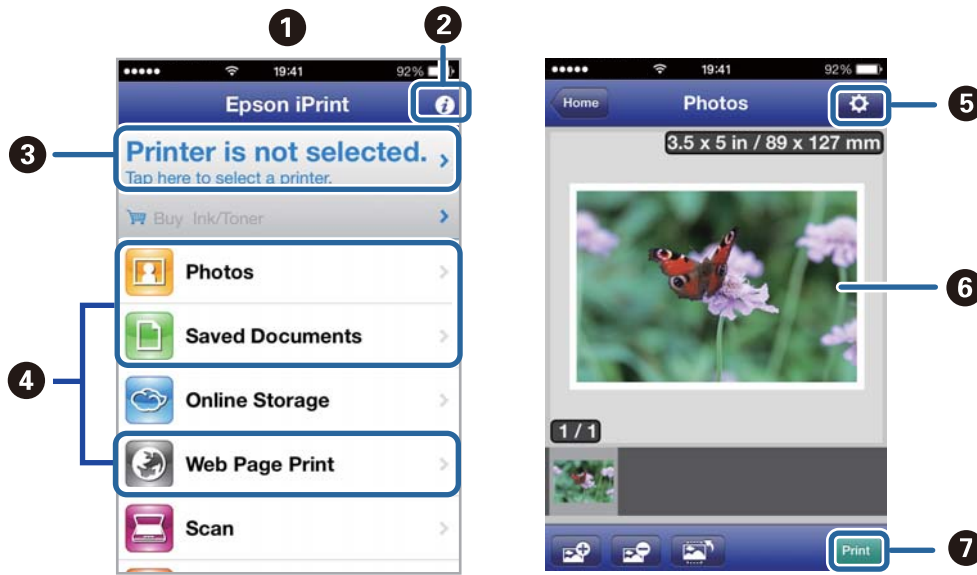 1
2
19:41
92%
Epson iPrint
i
3
Printer is not selected.
Tap here to select a printer.
Buy Ink/Toner
Photos
Saved Documents
4
Online Storage
Web Page Print
Scan
19:41
92%
Home
Photos
5
3.5 x 5 in / 89 x 127 mm
6
1 / 1
Print
7